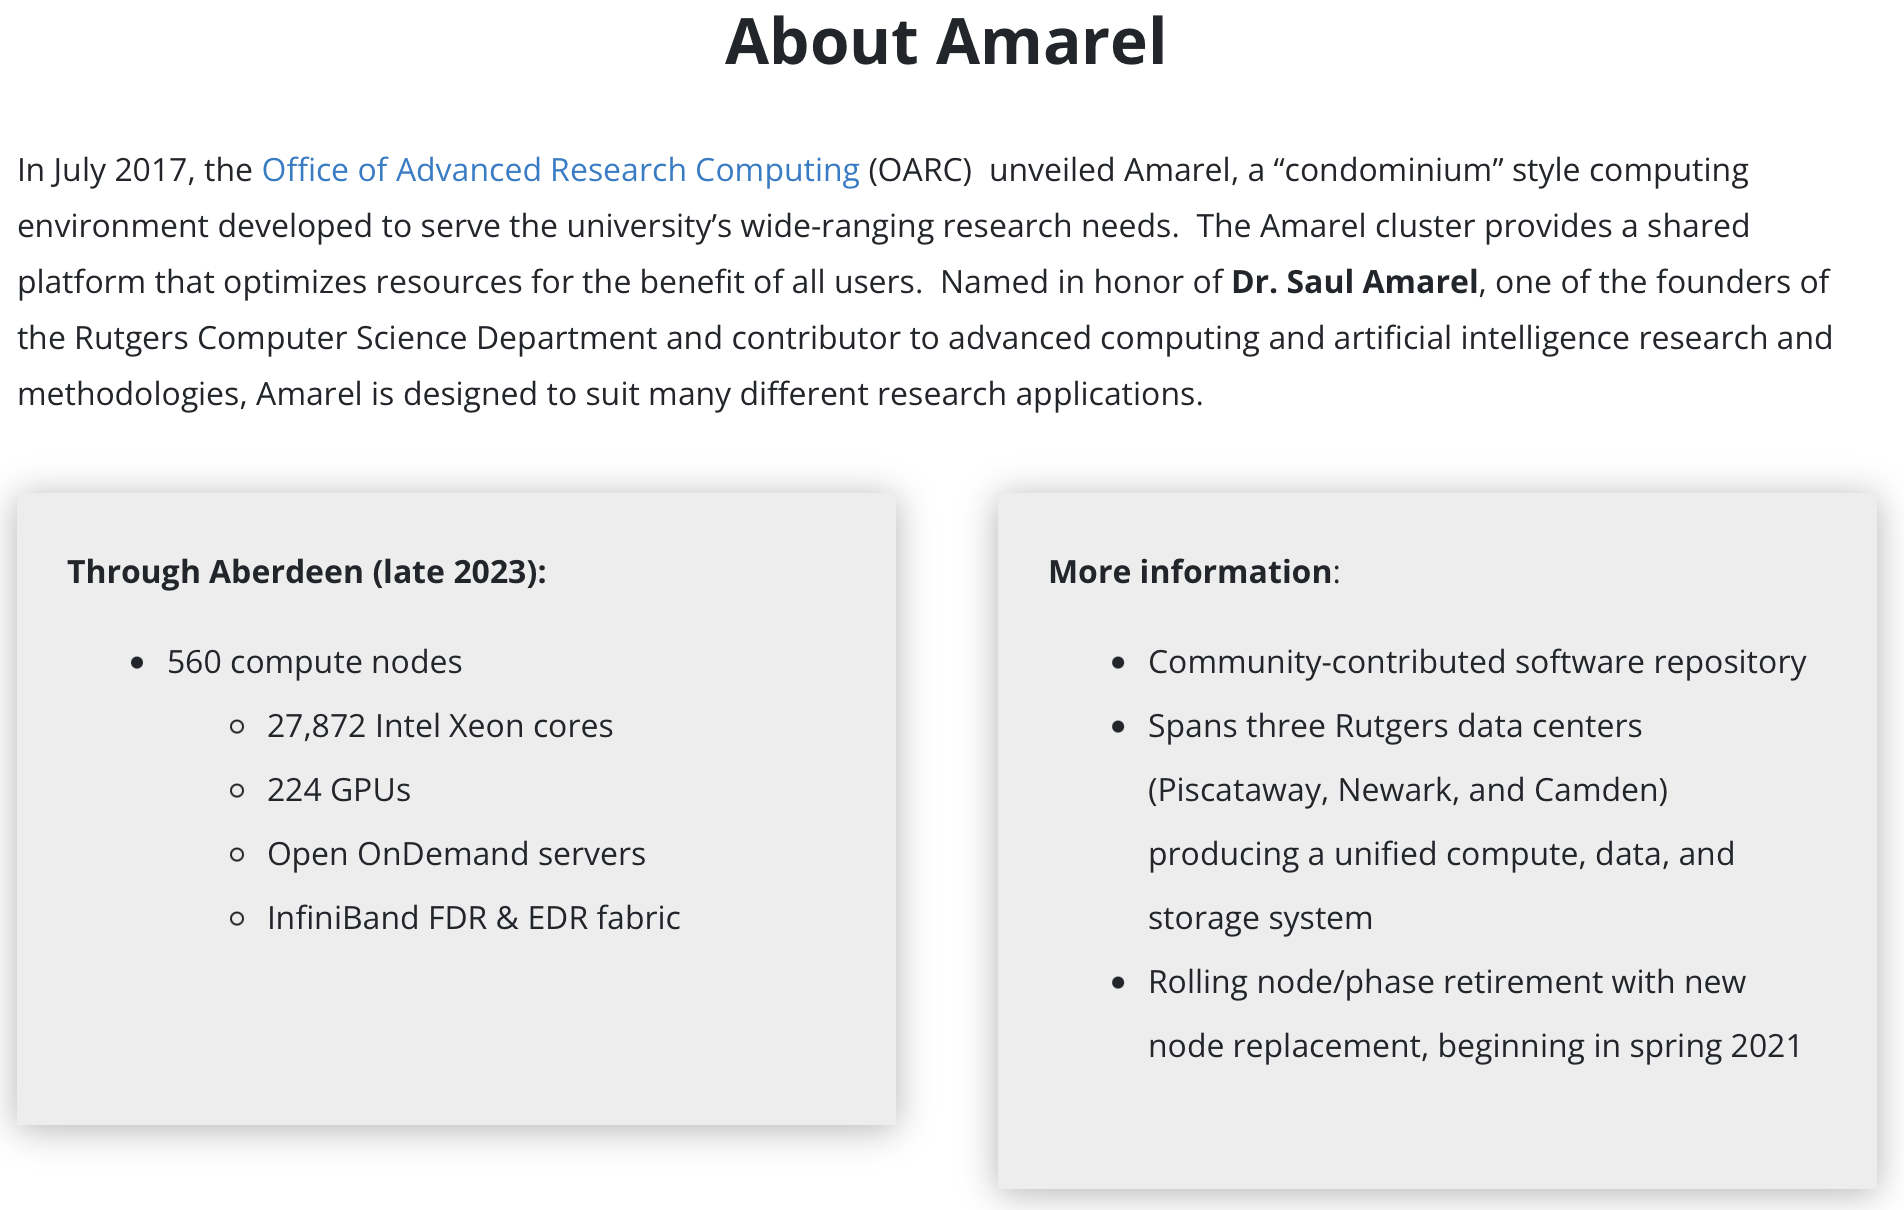 About Amarel
In July 2017, the Office of Advanced Research Computing (OARC)  unveiled Amarel, a “condominium” style computing
environment developed to serve the university’s wide-ranging research needs.  The Amarel cluster provides a shared
platform that optimizes resources for the benefit of all users.  Named in honor of Dr. Saul Amarel, one of the founders of
the Rutgers Computer Science Department and contributor to advanced computing and artificial intelligence research and
methodologies, Amarel is designed to suit many different research applications.
Through Aberdeen (late 2023):
560 compute nodes
27,872 Intel Xeon cores
224 GPUs
Open OnDemand servers
InfiniBand FDR & EDR fabric
More information:
Community-contributed software repository
Spans three Rutgers data centers
(Piscataway, Newark, and Camden)
producing a unified compute, data, and
storage system
Rolling node/phase retirement with new
node replacement, beginning in spring 2021